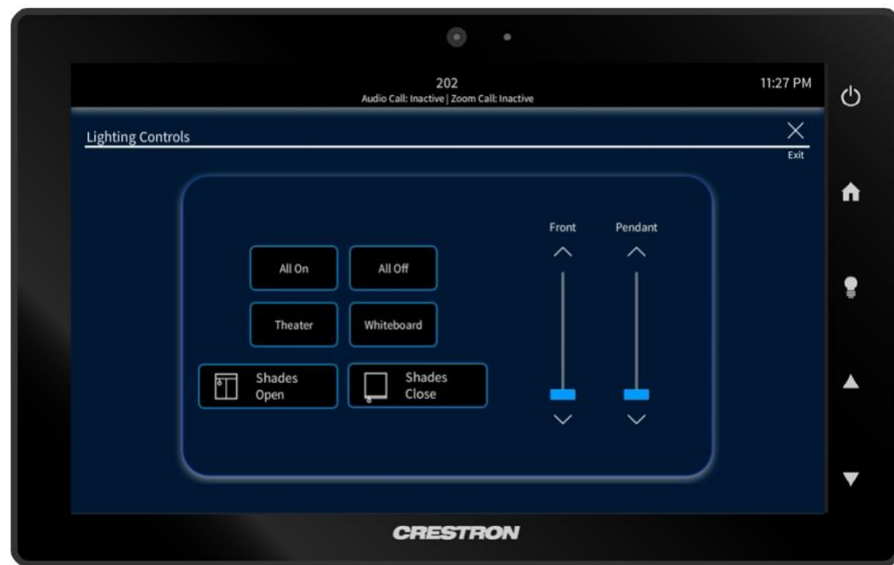 202
11:27 PM
Audio Call: Inactive | Zoom Call: Inactive
Lighting Controls
Exit
Front
Pendant
All On
All Off
Theater
Whiteboard
Shades
Open
Shades
Close
CRESTRON